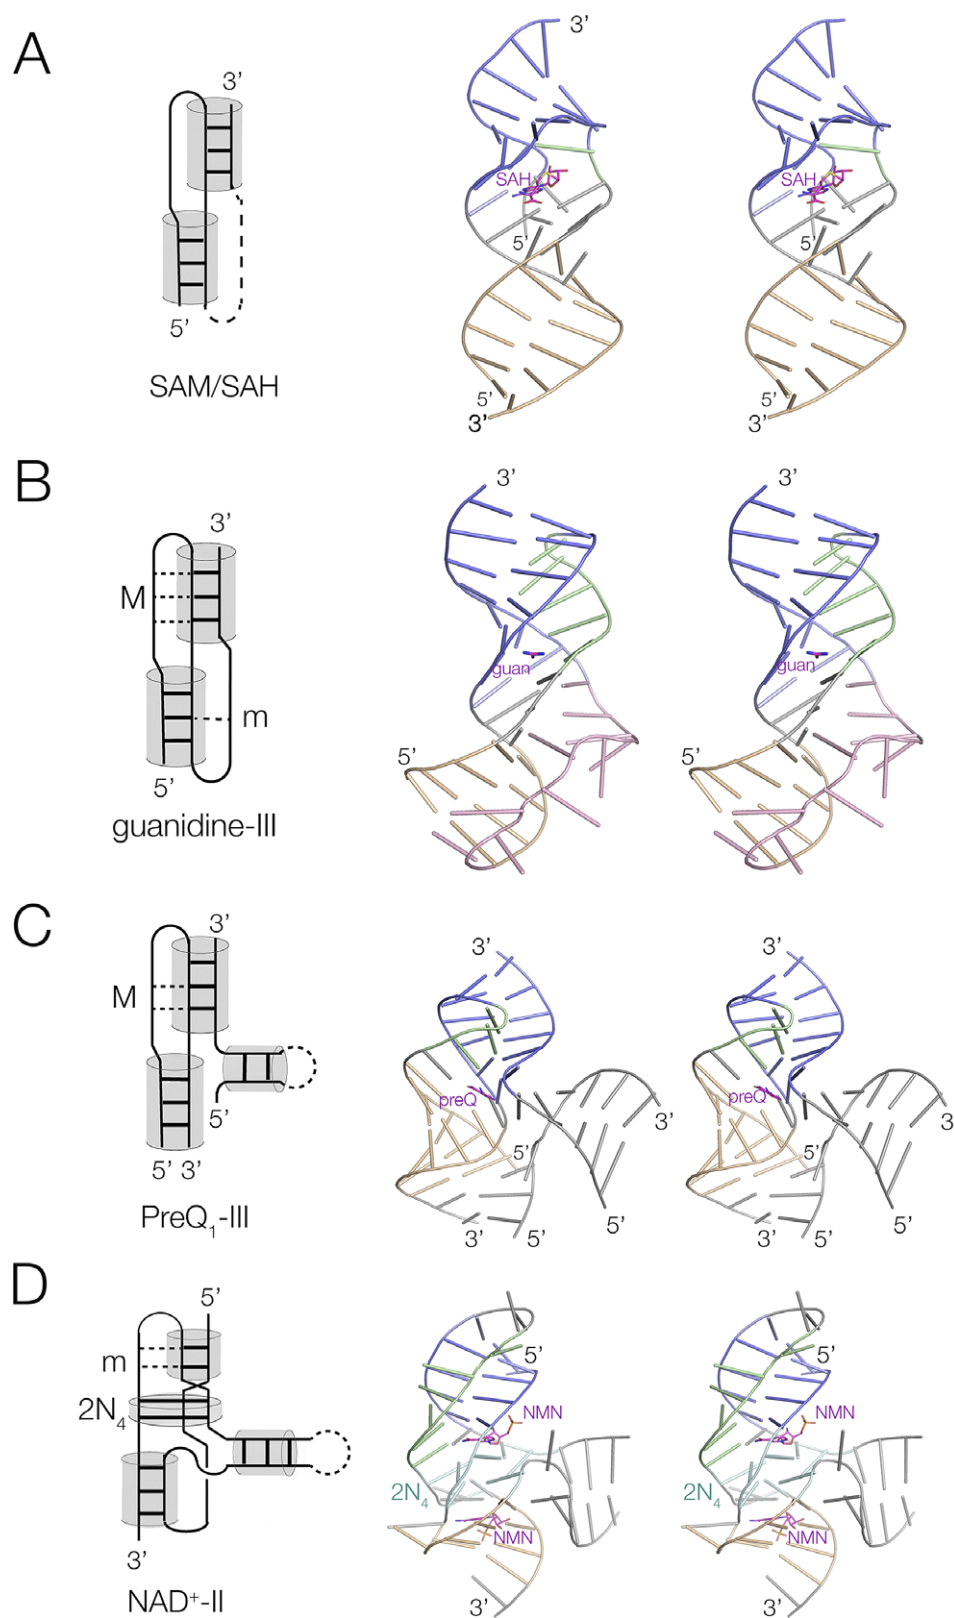 A
3’
5’
SAM/SAH
3’
SAH
5’
5’
3’
SAH
5’
5’
3’
B
3’
M
m
5’
guanidine-III
3’
guan
5’
3’
guan
5’
C
3’
M
5’
5’ 3’
PreQ₁-III
3’
preQ
5’
3’
3’ 5’
5’
3’
preQ
5’
3
3’ 5’
5’
D
5’
m
2N₄
3’
NAD⁺-II
5’
NMN
2N₄
NMN
3’
5’
NMN
2N₄
NMN
3’